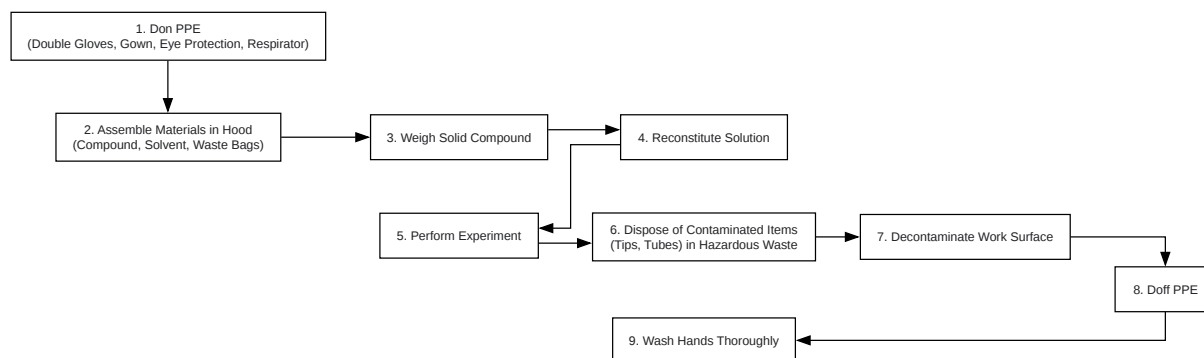 1. Don PPE
(Double Gloves, Gown, Eye Protection, Respirator)
2. Assemble Materials in Hood
(Compound, Solvent, Waste Bags)
3. Weigh Solid Compound
4. Reconstitute Solution
5. Perform Experiment
6. Dispose of Contaminated Items
(Tips, Tubes) in Hazardous Waste
7. Decontaminate Work Surface
8. Doff PPE
9. Wash Hands Thoroughly